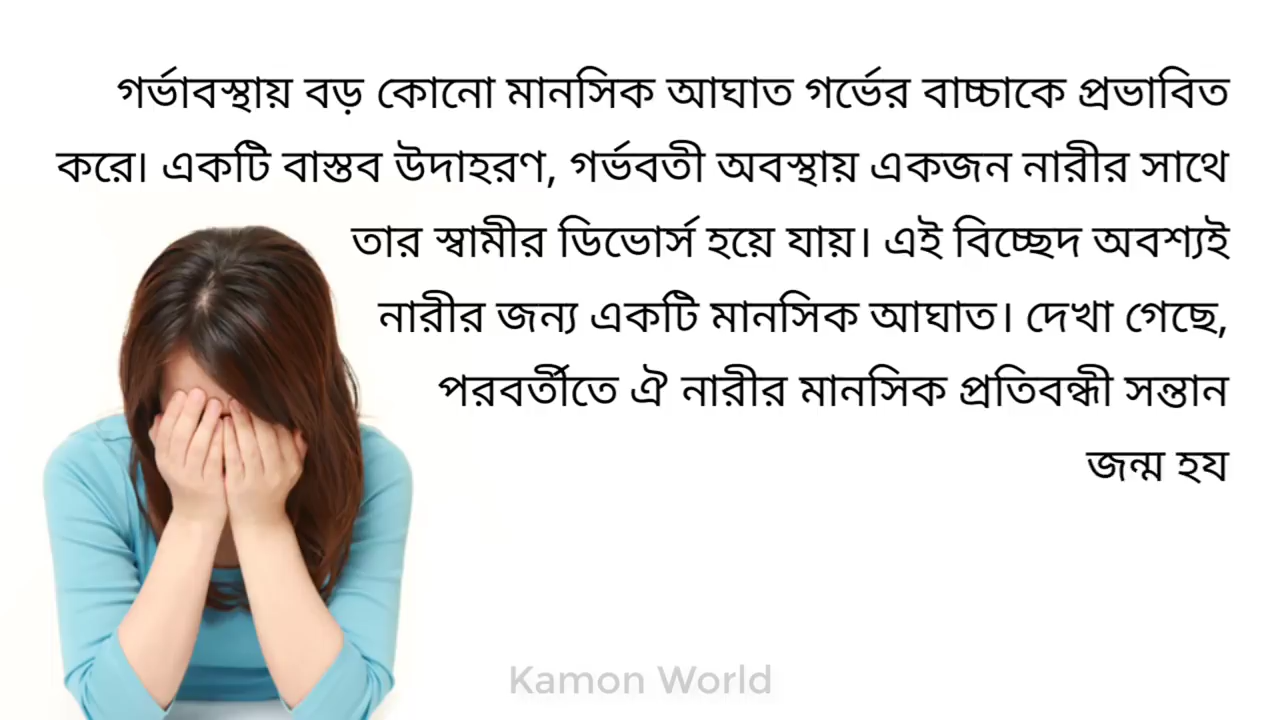 গর্ভাবস্থায় বড় কোনো মানসিক আঘাত গর্ভের বাচ্চাকে প্রভাবিত
করে। একটি বাস্তব উদাহরণ, গর্ভবতী অবস্থায় একজন নারীর সাথে
তার স্বামীর ডিভোর্স হয়ে যায়। এই বিচ্ছেদ অবশ্যই
নারীর জন্য একটি মানসিক আঘাত। দেখা গেছে,
পরবর্তীতে ঐ নারীর মানসিক প্রতিবন্ধী সন্তান
জন্ম হয
Kamon World